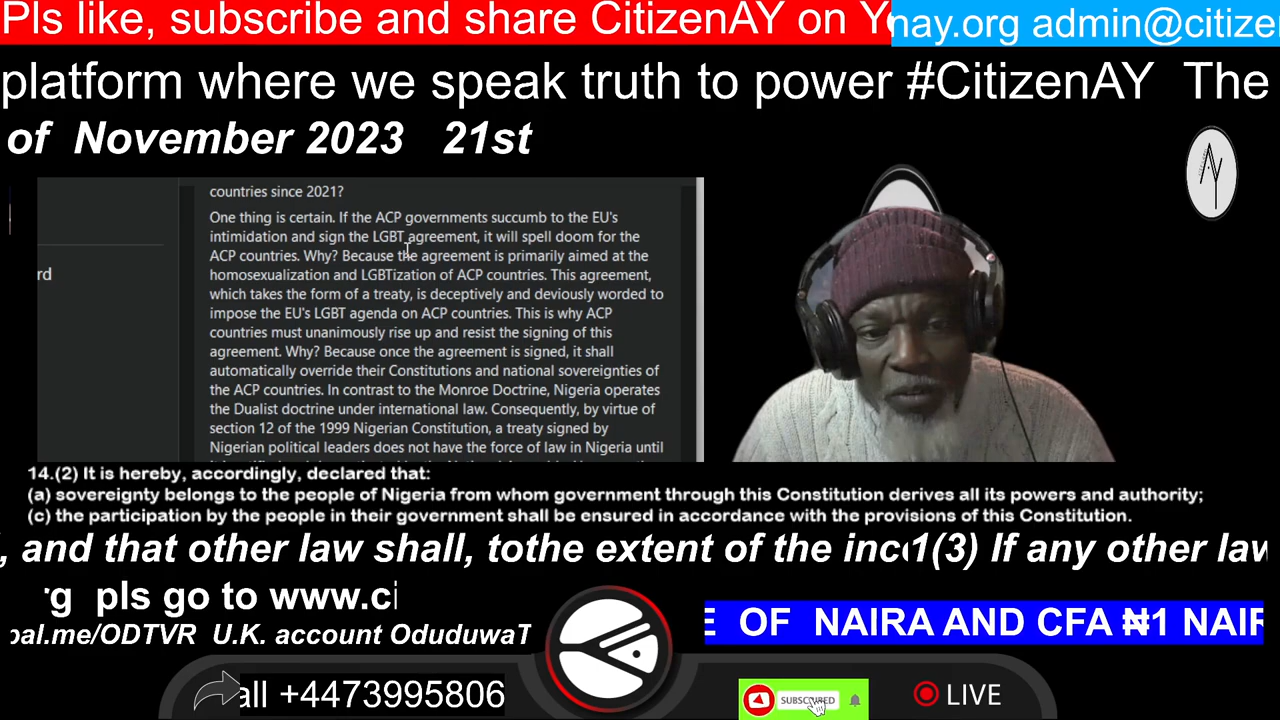 Pls like, subscribe and share CitizenAY on Y
nay.org admin@citize
platform where we speak truth to power #CitizenAY The
of November 2023 21st
AY
countries since 2021?
One thing is certain. If the ACP governments succumb to the EU's
intimidation and sign the LGBT agreement, it will spell doom for the
ACP countries. Why? Because the agreement is primarily aimed at the
homosexualization and LGBTization of ACP countries. This agreement,
which takes the form of a treaty, is deceptively and deviously worded to
impose the EU's LGBT agenda on ACP countries. This is why ACP
countries must unanimously rise up and resist the signing of this
agreement. Why? Because once the agreement is signed, it shall
automatically override their Constitutions and national sovereignties of
the ACP countries. In contrast to the Monroe Doctrine, Nigeria operates
the Dualist doctrine under international law. Consequently, by virtue of
section 12 of the 1999 Nigerian Constitution, a treaty signed by
Nigerian political leaders does not have the force of law in Nigeria until
rd
14.(2) It is hereby, accordingly, declared that:
(a) sovereignty belongs to the people of Nigeria from whom government through this Constitution derives all its powers and authority;
(c) the participation by the people in their government shall be ensured in accordance with the provisions of this Constitution.
, and that other law shall, tothe extent of the inc
1(3) If any other law
g pls go to www.ci
pal.me/ODTVR U.K. account OduduwaT
E OF NAIRA AND CFA ₦1 NAIR
all +4473995806
SUBSCRIBED
LIVE